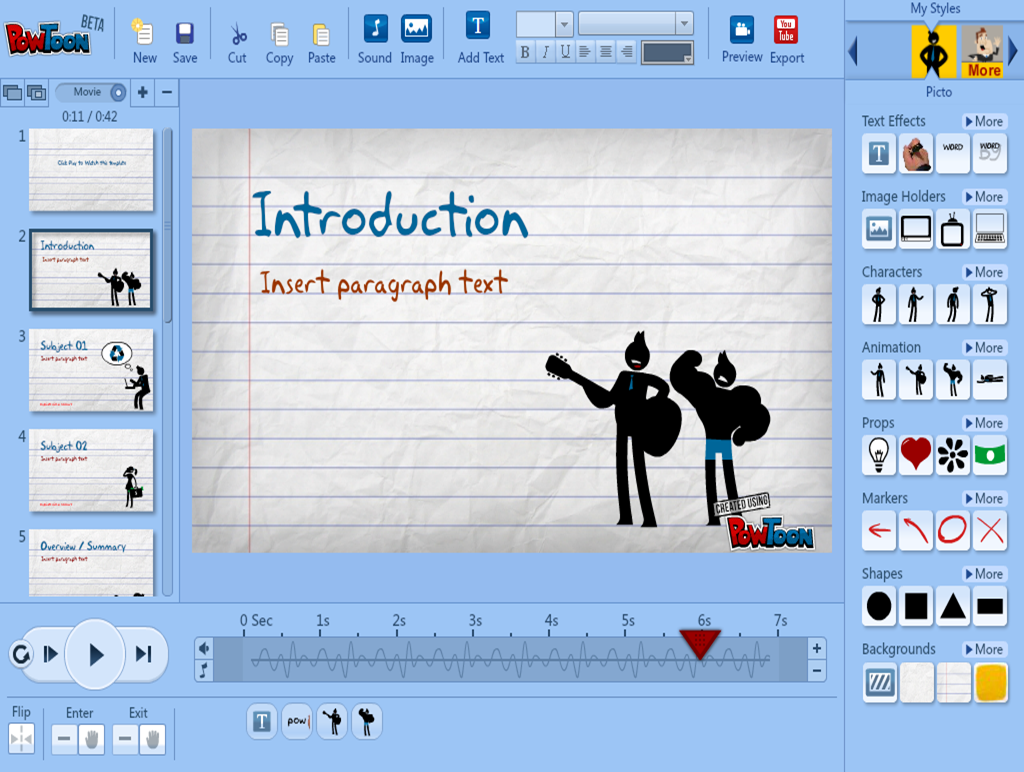 POWTOON BETA
New
Save
Cut
Copy
Paste
Sound
Image
T
Add Text
B I U
Preview
You Tube
Export
My Styles
More
Picto
Movie
0:11 / 0:42
1
Click Play to Watch this template
2
Introduction
Insert paragraph text
3
Subject 01
Insert paragraph text
4
Subject 02
Insert paragraph text
5
Overview / Summary
Insert paragraph text
Introduction
Insert paragraph text
CREATED USING
POWTOON
Text Effects
More
T
WORD
WORD
Image Holders
More
Characters
More
Animation
More
Props
More
Markers
More
Shapes
More
Backgrounds
More
0 Sec 1s 2s 3s 4s 5s 6s 7s
Flip
Enter
Exit
T
pow